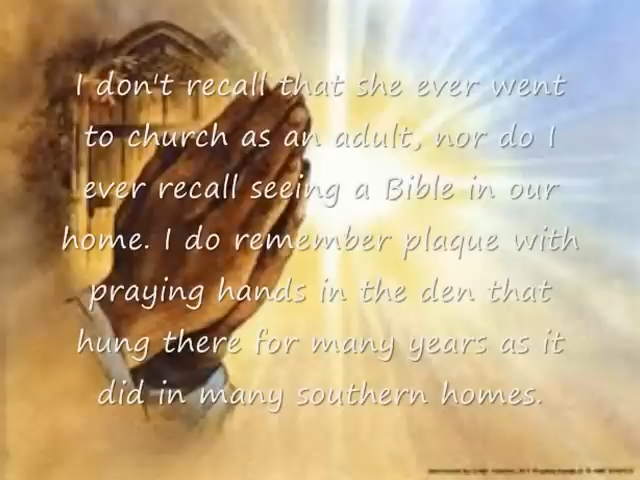 I don't recall that she ever went
to church as an adult, nor do I
ever recall seeing a Bible in our
home. I do remember plaque with
praying hands in the den that
hung there for many years as it
did in many southern homes.